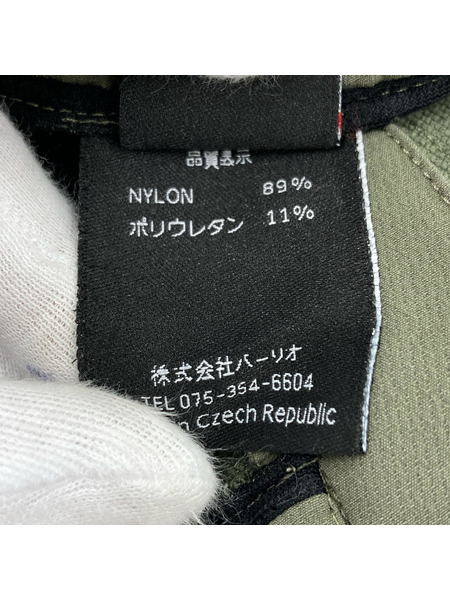 品質表示
NYLON 89%
ポリウレタン 11%
株式会社バーリオ
TEL 075-354-6604
Czech Republic